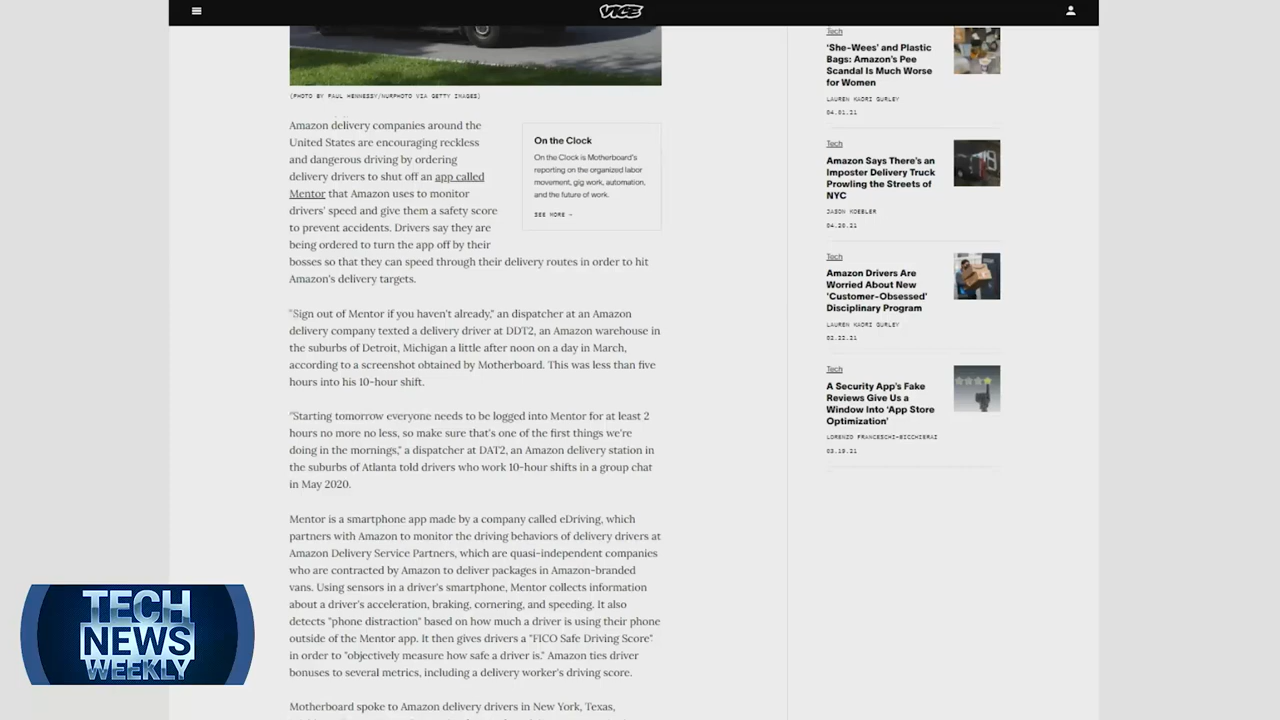 VICE
(PHOTO BY PAUL HENNESSY/NURPHOTO VIA GETTY IMAGES)
Amazon delivery companies around the
United States are encouraging reckless
and dangerous driving by ordering
delivery drivers to shut off an app called
Mentor that Amazon uses to monitor
drivers' speed and give them a safety score
to prevent accidents. Drivers say they are
being ordered to turn the app off by their
bosses so that they can speed through their delivery routes in order to hit
Amazon's delivery targets.
On the Clock
On the Clock is Motherboard's
reporting on the organized labor
movement, gig work, automation,
and the future of work.
SEE MORE →
"Sign out of Mentor if you haven't already," an dispatcher at an Amazon
delivery company texted a delivery driver at DDT2, an Amazon warehouse in
the suburbs of Detroit, Michigan a little after noon on a day in March,
according to a screenshot obtained by Motherboard. This was less than five
hours into his 10-hour shift.
"Starting tomorrow everyone needs to be logged into Mentor for at least 2
hours no more no less, so make sure that's one of the first things we're
doing in the mornings," a dispatcher at DAT2, an Amazon delivery station in
the suburbs of Atlanta told drivers who work 10-hour shifts in a group chat
in May 2020.
Mentor is a smartphone app made by a company called eDriving, which
partners with Amazon to monitor the driving behaviors of delivery drivers at
Amazon Delivery Service Partners, which are quasi-independent companies
who are contracted by Amazon to deliver packages in Amazon-branded
vans. Using sensors in a driver's smartphone, Mentor collects information
about a driver's acceleration, braking, cornering, and speeding. It also
detects "phone distraction" based on how much a driver is using their phone
outside of the Mentor app. It then gives drivers a "FICO Safe Driving Score"
in order to "objectively measure how safe a driver is." Amazon ties driver
bonuses to several metrics, including a delivery worker's driving score.
Motherboard spoke to Amazon delivery drivers in New York, Texas,
Tech
'She-Wees' and Plastic
Bags: Amazon's Pee
Scandal Is Much Worse
for Women
LAUREN KAORI GURLEY
04.01.21
Tech
Amazon Says There's an
Imposter Delivery Truck
Prowling the Streets of
NYC
JASON KOEBLER
04.20.21
Tech
Amazon Drivers Are
Worried About New
'Customer-Obsessed'
Disciplinary Program
LAUREN KAORI GURLEY
02.22.21
Tech
A Security App's Fake
Reviews Give Us a
Window Into 'App Store
Optimization'
LORENZO FRANCESCHI-BICCHIERAI
03.19.21
TECH
NEWS
WEEKLY